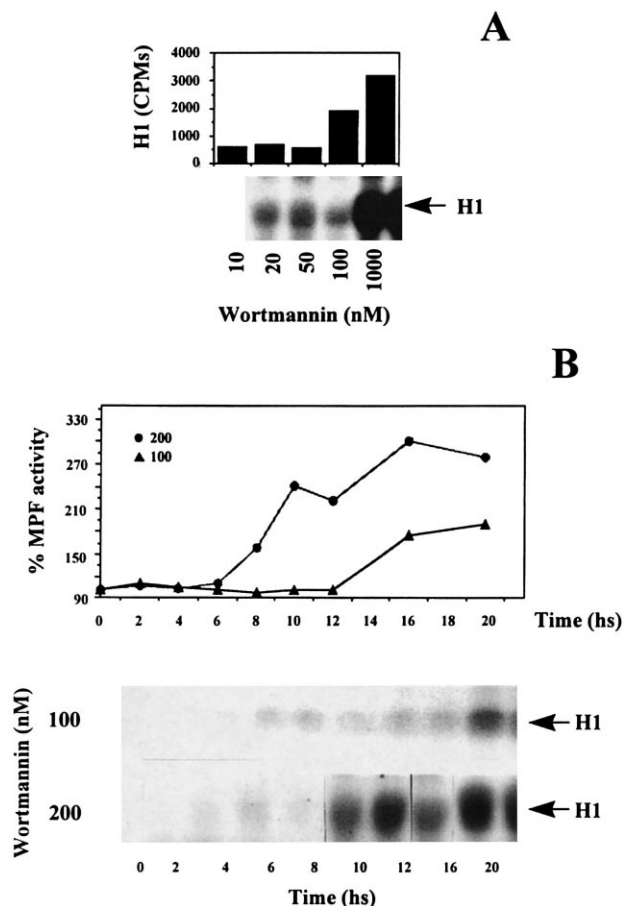 A
H1 (CPMs)
4000
3000
2000
1000
0
H1
10 20 50 100 1000
Wortmannin (nM)
B
% MPF activity
330
270
210
150
90
200
100
0 2 4 6 8 10 12 14 16 20
Time (hs)
Wortmannin (nM)
100
H1
200
H1
0 2 4 6 8 10 12 16 20
Time (hs)